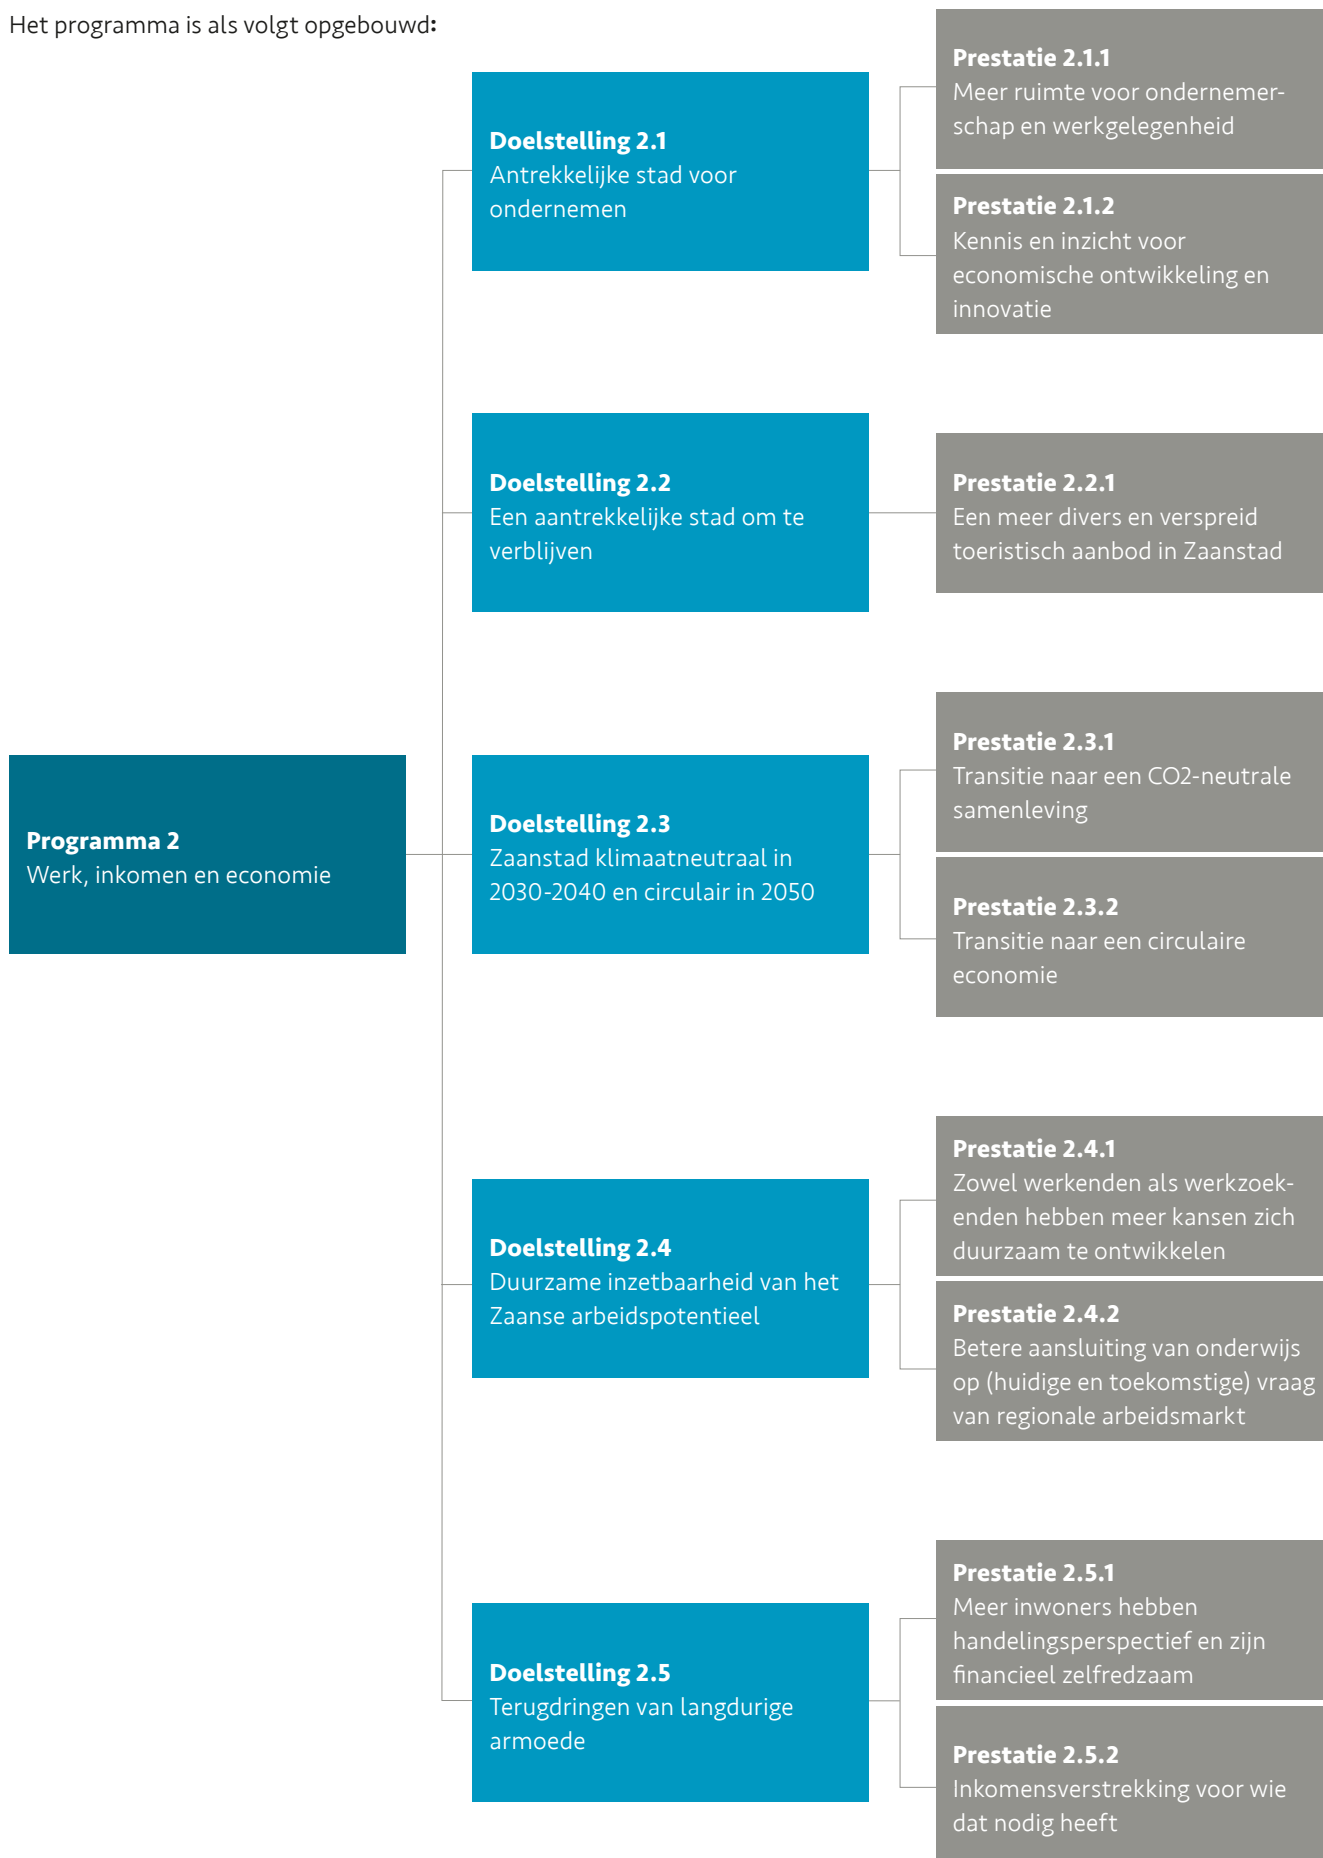 Het programma is als volgt opgebouwd:
Programma 2
Werk, inkomen en economie
Doelstelling 2.1
Antrekkelijke stad voor
ondernemen
Prestatie 2.1.1
Meer ruimte voor ondernemer-
schap en werkgelegenheid
Prestatie 2.1.2
Kennis en inzicht voor
economische ontwikkeling en
innovatie
Doelstelling 2.2
Een aantrekkelijke stad om te
verblijven
Prestatie 2.2.1
Een meer divers en verspreid
toeristisch aanbod in Zaanstad
Doelstelling 2.3
Zaanstad klimaatneutraal in
2030-2040 en circulair in 2050
Prestatie 2.3.1
Transitie naar een CO2-neutrale
samenleving
Prestatie 2.3.2
Transitie naar een circulaire
economie
Doelstelling 2.4
Duurzame inzetbaarheid van het
Zaanse arbeidspotentieel
Prestatie 2.4.1
Zowel werkenden als werkzoek-
enden hebben meer kansen zich
duurzaam te ontwikkelen
Prestatie 2.4.2
Betere aansluiting van onderwijs
op (huidige en toekomstige) vraag
van regionale arbeidsmarkt
Doelstelling 2.5
Terugdringen van langdurige
armoede
Prestatie 2.5.1
Meer inwoners hebben
handelingsperspectief en zijn
financieel zelfredzaam
Prestatie 2.5.2
Inkomensverstrekking voor wie
dat nodig heeft